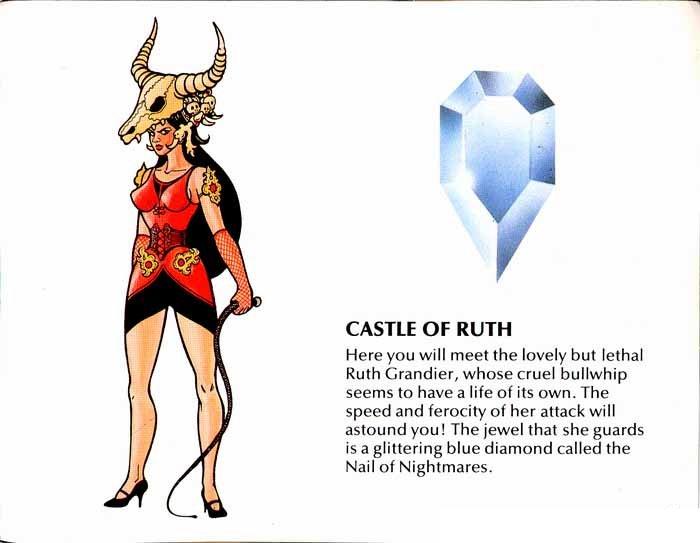 CASTLE OF RUTH
Here you will meet the lovely but lethal
Ruth Grandier, whose cruel bullwhip
seems to have a life of its own. The
speed and ferocity of her attack will
astound you! The jewel that she guards
is a glittering blue diamond called the
Nail of Nightmares.